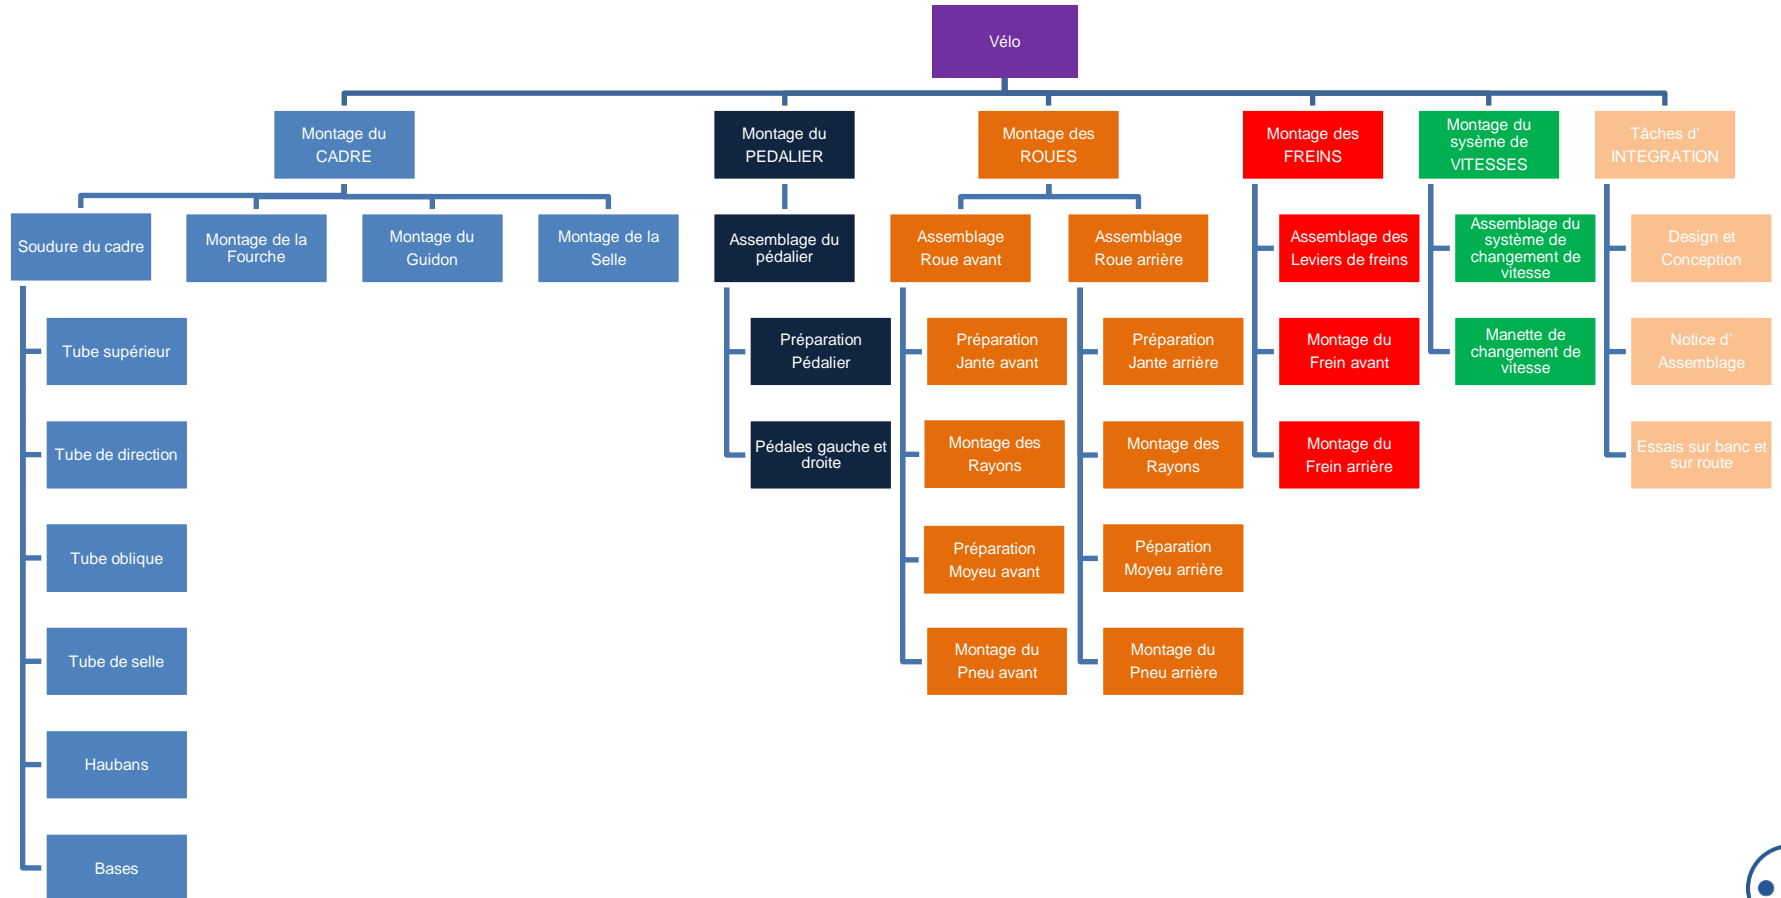 Vélo
Montage du
CADRE
Montage du
PEDALIER
Montage des
ROUES
Montage des
FREINS
Montage du
sysème de
VITESSES
Tâches d'
INTEGRATION
Soudure du cadre
Montage de la
Fourche
Montage du
Guidon
Montage de la
Selle
Assemblage du
pédalier
Assemblage
Roue avant
Assemblage
Roue arrière
Assemblage des
Leviers de freins
Assemblage du
système de
changement de
vitesse
Design et
Conception
Tube supérieur
Préparation
Pédalier
Préparation
Jante avant
Préparation
Jante arrière
Montage du
Frein avant
Manette de
changement de
vitesse
Notice d'
Assemblage
Tube de direction
Pédales gauche et
droite
Montage des
Rayons
Montage des
Rayons
Montage du
Frein arrière
Essais sur banc et
sur route
Tube oblique
Préparation
Moyeu avant
Péparation
Moyeu arrière
Tube de selle
Montage du
Pneu avant
Montage du
Pneu arrière
Haubans
Bases